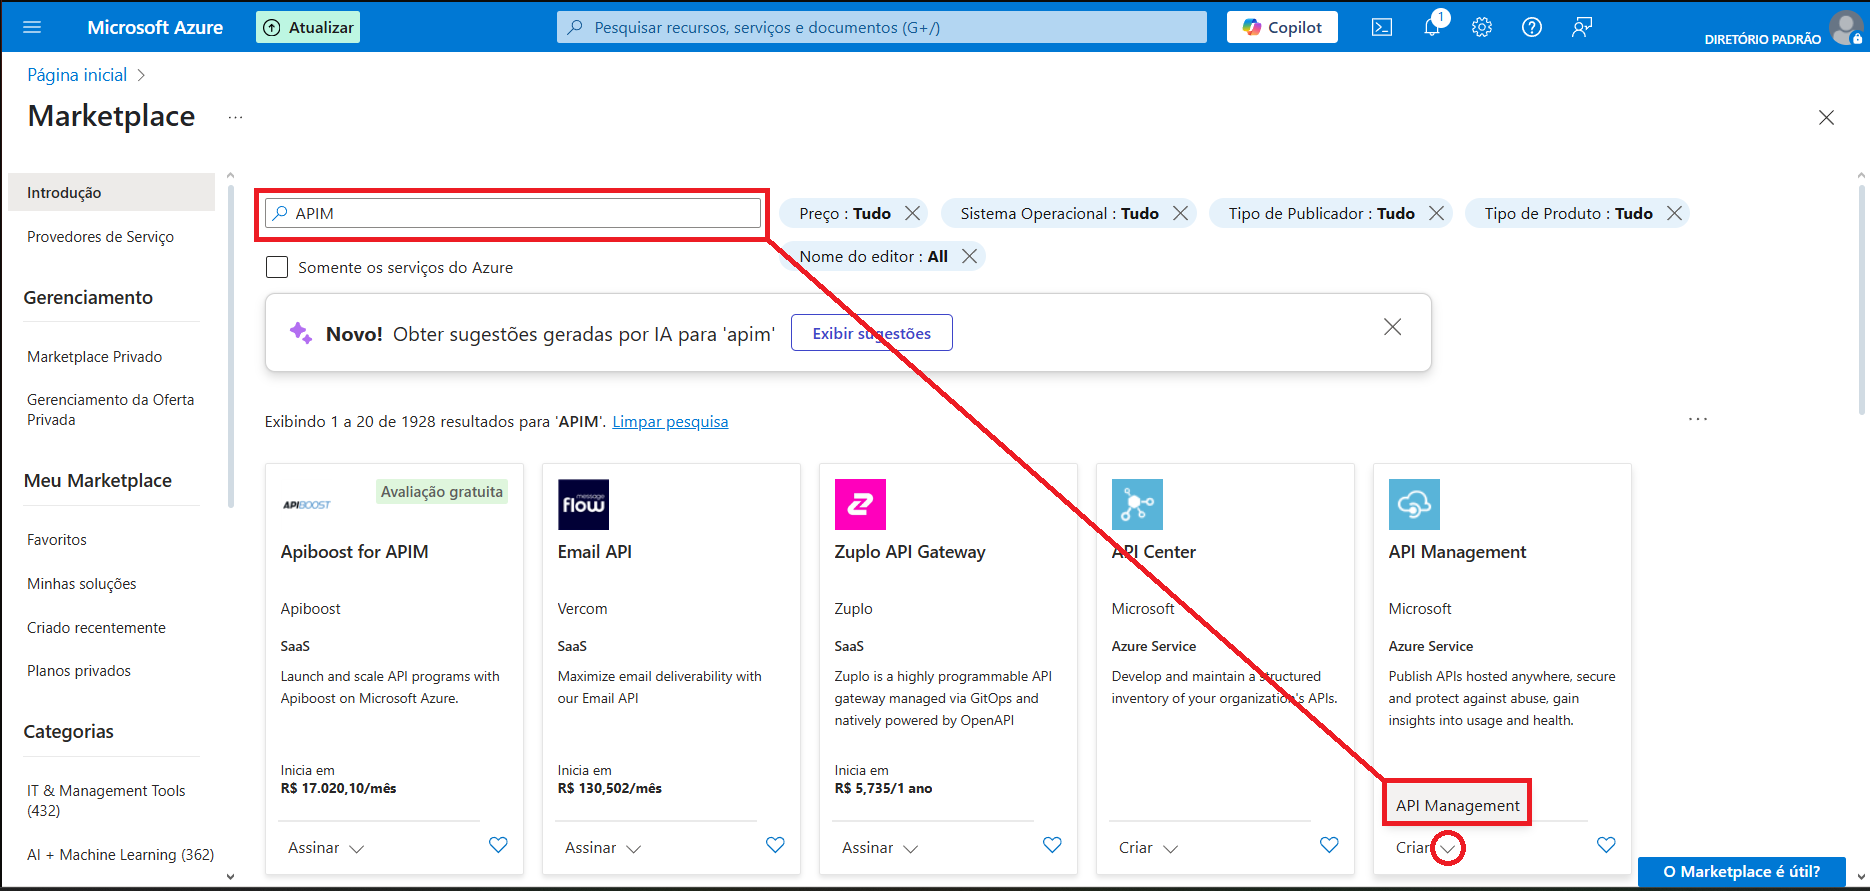 Microsoft Azure
Atualizar
Pesquisar recursos, serviços e documentos (G+/)
Copilot
1
DIRETÓRIO PADRÃO
Página inicial
Marketplace
...
Introdução
Provedores de Serviço
Gerenciamento
Marketplace Privado
Gerenciamento da Oferta
Privada
Meu Marketplace
Favoritos
Minhas soluções
Criado recentemente
Planos privados
Categorias
IT & Management Tools
(432)
AI + Machine Learning (362)
APIM
Preço : Tudo
Sistema Operacional : Tudo
Tipo de Publicador : Tudo
Tipo de Produto : Tudo
Nome do editor : All
Somente os serviços do Azure
Novo! Obter sugestões geradas por IA para 'apim'
Exibir sugestões
Exibindo 1 a 20 de 1928 resultados para 'APIM'. Limpar pesquisa
...
APIBOOST
Avaliação gratuita
Apiboost for APIM
Apiboost
SaaS
Launch and scale API programs with
Apiboost on Microsoft Azure.
Inicia em
R$ 17.020,10/mês
Assinar
message
flow
Email API
Vercom
SaaS
Maximize email deliverability with
our Email API
Inicia em
R$ 130,502/mês
Assinar
Zuplo API Gateway
Zuplo
SaaS
Zuplo is a highly programmable API
gateway managed via GitOps and
natively powered by OpenAPI
Inicia em
R$ 5,735/1 ano
Assinar
API Center
Microsoft
Azure Service
Develop and maintain a structured
inventory of your organization's APIs.
Criar
API Management
Microsoft
Azure Service
Publish APIs hosted anywhere, secure
and protect against abuse, gain
insights into usage and health.
API Management
Criar
O Marketplace é útil?